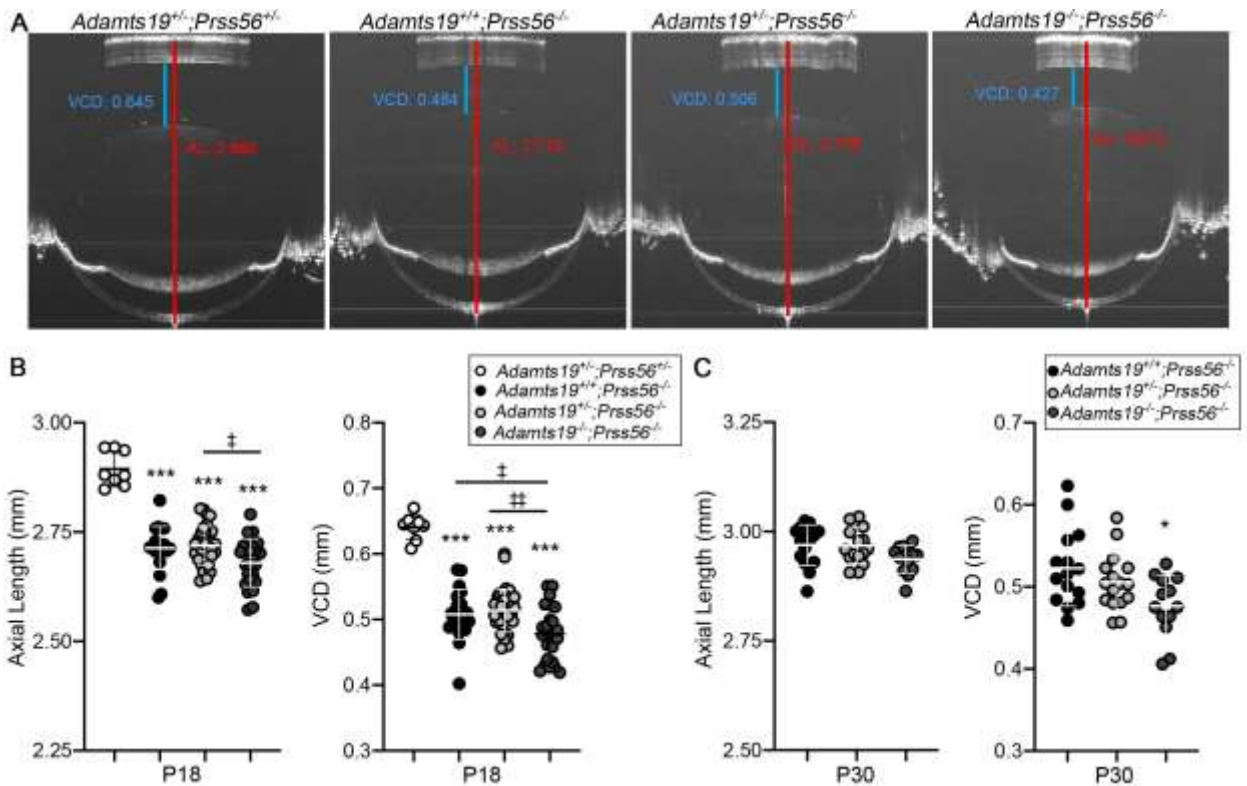 A
Adamts19+/-;Prss56+/-
Adamts19+/+;Prss56-/-
Adamts19+/-;Prss56-/-
Adamts19-/-;Prss56-/-
VCD: 0.645
VCD: 0.484
VCD: 0.506
VCD: 0.427
B
Adamts19+/-;Prss56+/-
Adamts19+/+;Prss56-/-
Adamts19+/-;Prss56-/-
Adamts19-/-;Prss56-/-
Axial Length (mm)
3.00
2.75
2.50
2.25
***
***
***
‡
P18
VCD (mm)
0.8
0.7
0.6
0.5
0.4
0.3
***
***
***
‡
‡‡
P18
C
Adamts19+/+;Prss56-/-
Adamts19+/-;Prss56-/-
Adamts19-/-;Prss56-/-
Axial Length (mm)
3.25
3.00
2.75
2.50
P30
VCD (mm)
0.7
0.6
0.5
0.4
0.3
*
P30